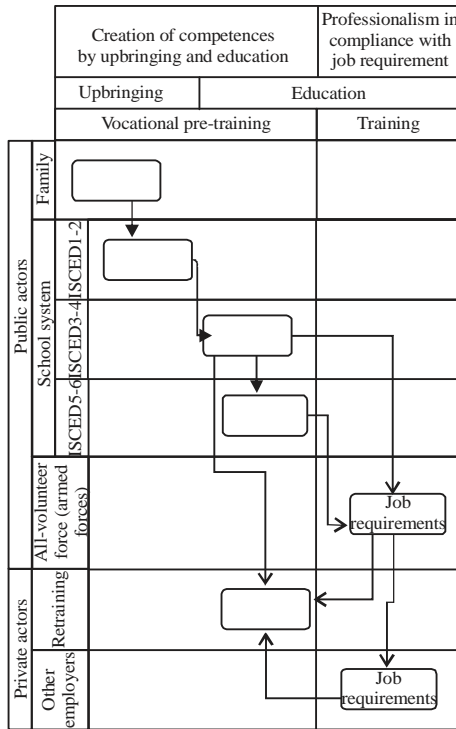 Creation of competences
by upbringing and education
Professionalism in
compliance with
job requirement
Upbringing
Education
Vocational pre-training
Training
Public actors
Family
School system
ISCED1-2
ISCED3-4
ISCED5-6
All-volunteer
force (armed
forces)
Job
requirements
Private actors
Retraining
Other
employers
Job
requirements